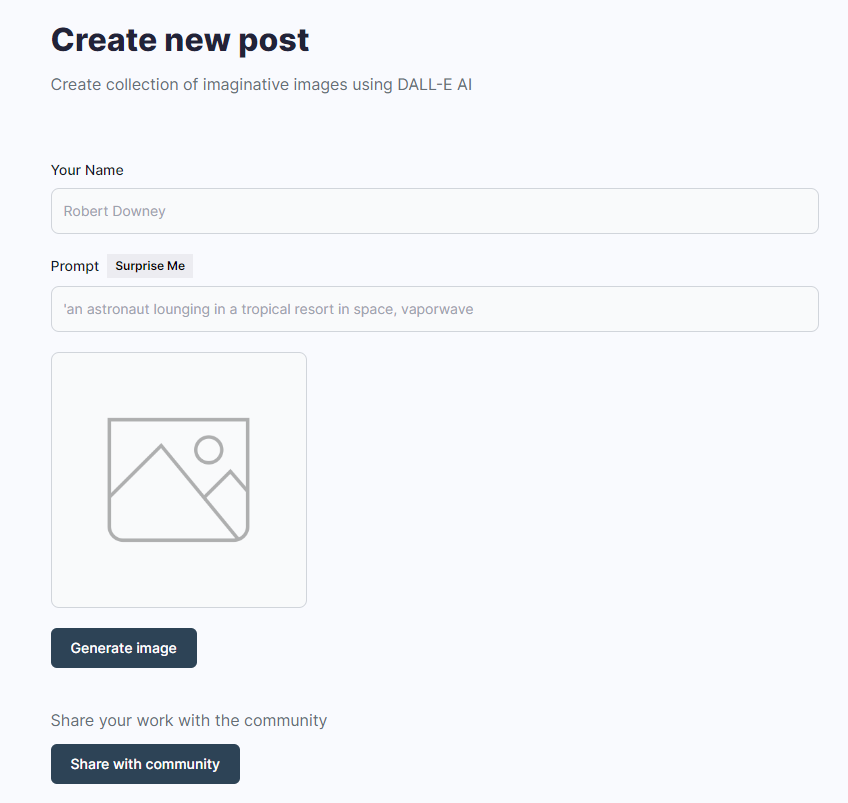 Create new post
Create collection of imaginative images using DALL-E AI
Your Name
Robert Downey
Prompt Surprise Me
'an astronaut lounging in a tropical resort in space, vaporwave
Generate image
Share your work with the community
Share with community